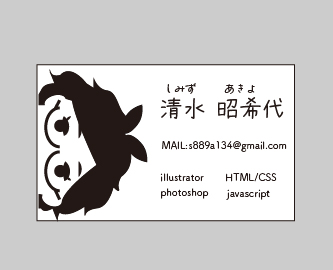 しみず あきよ
清水 昭希代
MAIL:s889a134@gmail.com
illustrator HTML/CSS
photoshop javascript